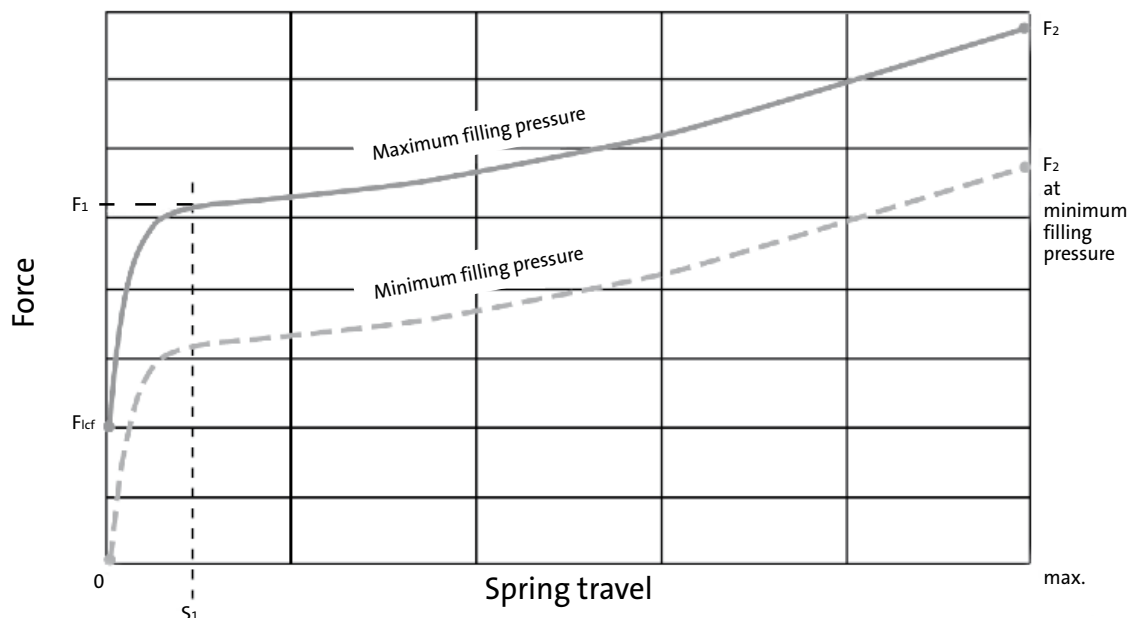 F2
Maximum filling pressure
F2
at
minimum
filling
pressure
F1
Minimum filling pressure
Force
Flcf
0
Spring travel
max.
S1